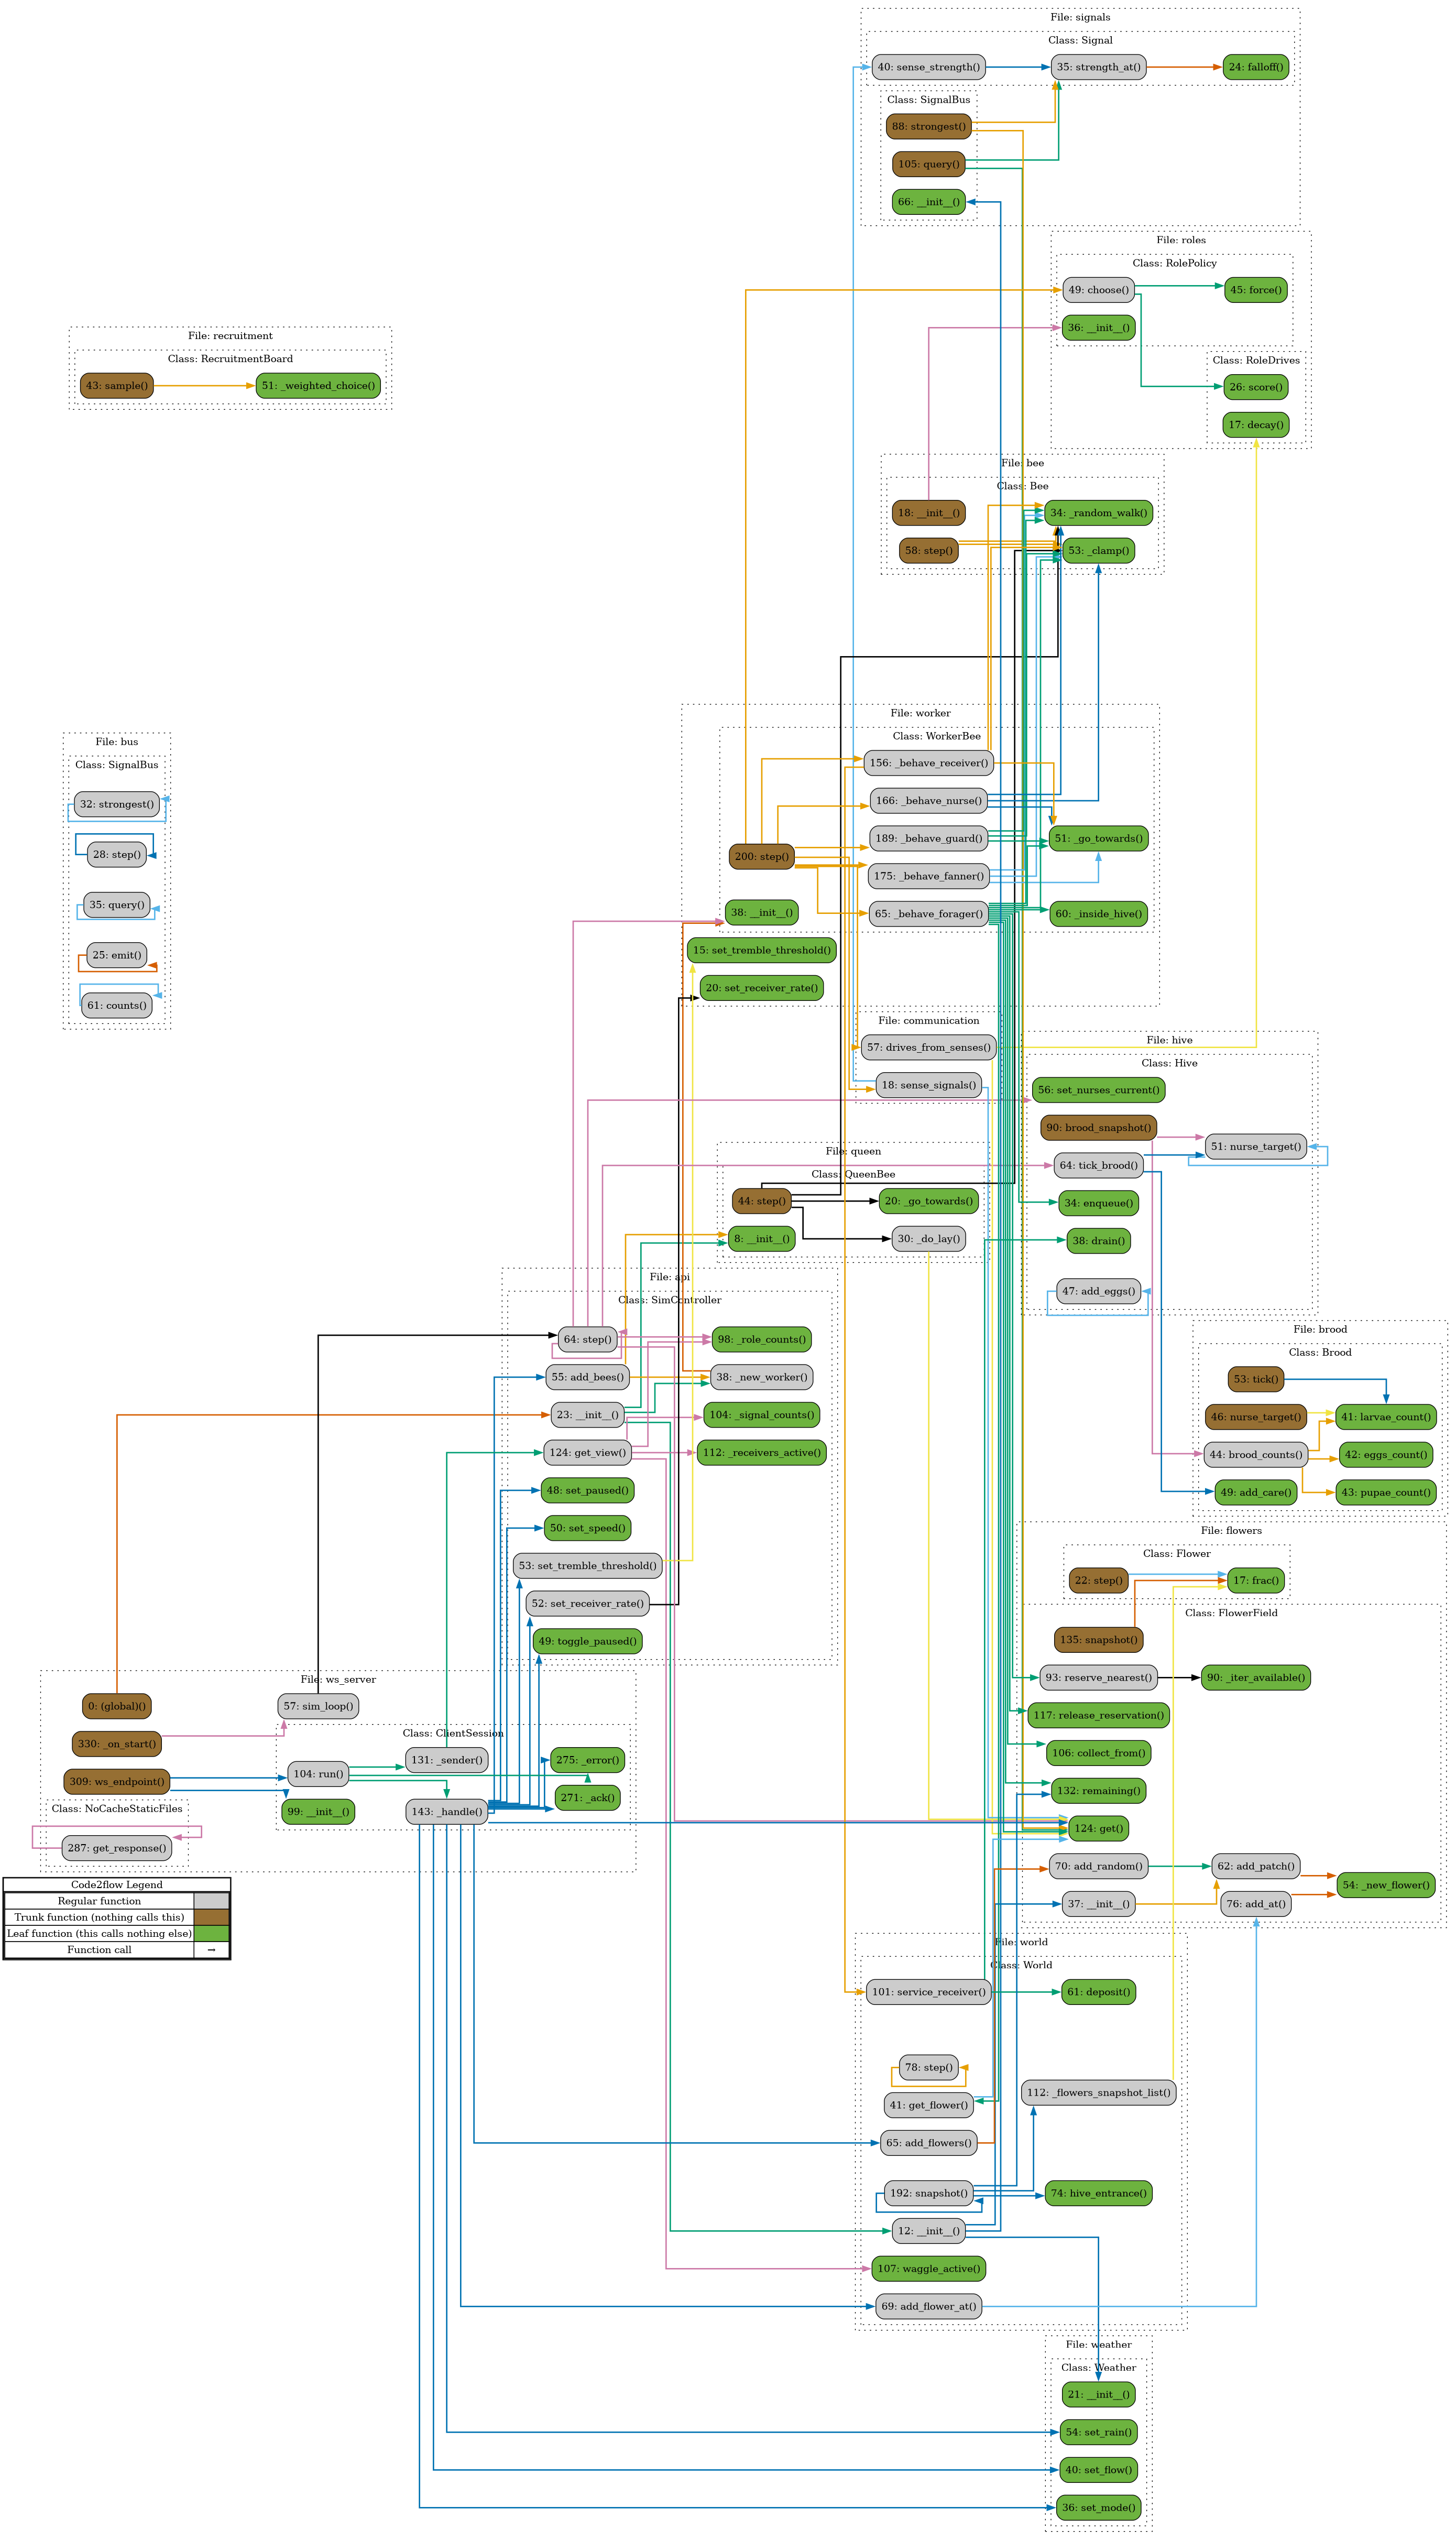 File: signals
Class: Signal
40: sense_strength()
35: strength_at()
24: falloff()
Class: SignalBus
88: strongest()
105: query()
66: __init__()
File: roles
Class: RolePolicy
49: choose()
45: force()
36: __init__()
Class: RoleDrives
26: score()
17: decay()
File: recruitment
Class: RecruitmentBoard
43: sample()
51: _weighted_choice()
File: bee
Class: Bee
18: __init__()
34: _random_walk()
58: step()
53: _clamp()
File: worker
Class: WorkerBee
156: _behave_receiver()
166: _behave_nurse()
189: _behave_guard()
51: _go_towards()
200: step()
175: _behave_fanner()
38: __init__()
65: _behave_forager()
60: _inside_hive()
15: set_tremble_threshold()
20: set_receiver_rate()
File: bus
Class: SignalBus
32: strongest()
28: step()
35: query()
25: emit()
61: counts()
File: communication
57: drives_from_senses()
18: sense_signals()
File: hive
Class: Hive
56: set_nurses_current()
90: brood_snapshot()
51: nurse_target()
64: tick_brood()
34: enqueue()
38: drain()
47: add_eggs()
File: queen
Class: QueenBee
44: step()
20: _go_towards()
8: __init__()
30: _do_lay()
File: api
Class: SimController
64: step()
98: _role_counts()
55: add_bees()
38: _new_worker()
23: __init__()
104: _signal_counts()
124: get_view()
112: _receivers_active()
48: set_paused()
50: set_speed()
53: set_tremble_threshold()
52: set_receiver_rate()
49: toggle_paused()
File: brood
Class: Brood
53: tick()
46: nurse_target()
41: larvae_count()
44: brood_counts()
42: eggs_count()
49: add_care()
43: pupae_count()
File: flowers
Class: Flower
22: step()
17: frac()
Class: FlowerField
135: snapshot()
93: reserve_nearest()
90: _iter_available()
117: release_reservation()
106: collect_from()
132: remaining()
124: get()
70: add_random()
62: add_patch()
54: _new_flower()
37: __init__()
76: add_at()
File: ws_server
0: (global)()
57: sim_loop()
330: _on_start()
Class: ClientSession
131: _sender()
275: _error()
309: ws_endpoint()
104: run()
271: _ack()
99: __init__()
143: _handle()
Class: NoCacheStaticFiles
287: get_response()
Code2flow Legend
Regular function
Trunk function (nothing calls this)
Leaf function (this calls nothing else)
Function call →
File: world
Class: World
101: service_receiver()
61: deposit()
78: step()
112: _flowers_snapshot_list()
41: get_flower()
65: add_flowers()
192: snapshot()
74: hive_entrance()
12: __init__()
107: waggle_active()
69: add_flower_at()
File: weather
Class: Weather
21: __init__()
54: set_rain()
40: set_flow()
36: set_mode()